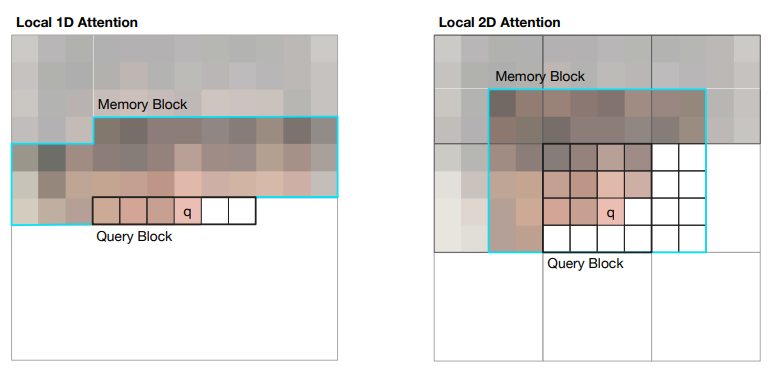 Local 1D Attention
Memory Block
q
Query Block
Local 2D Attention
Memory Block
q
Query Block